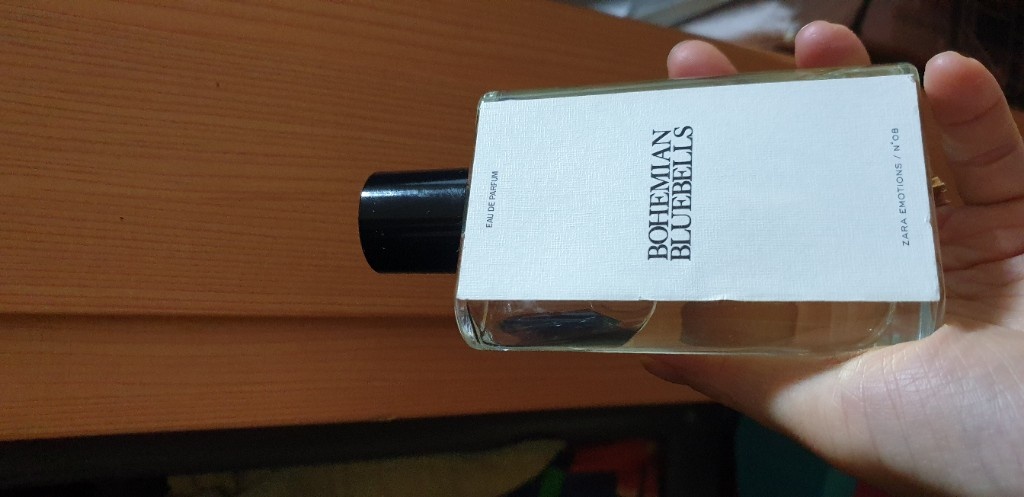 EAU DE PARFUM
BOHEMIAN
BLUEBELLS
ZARA EMOTIONS / N°08